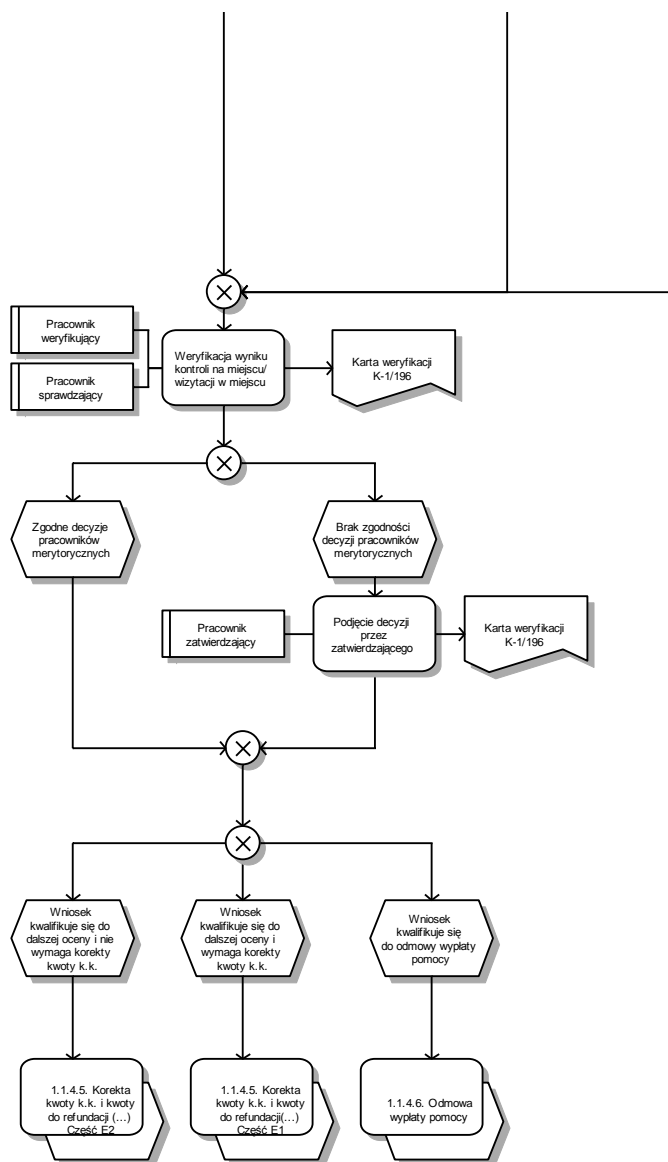 Pracownik
weryfikujący
Weryfikacja wyniku
kontroli na miejscu/
wizytacji w miejscu
Karta weryfikacji
K-1/196
Pracownik
sprawdzający
Zgodne decyzje
pracowników
merytorycznych
Brak zgodności
decyzji pracowników
merytorycznych
Pracownik
zatwierdzający
Podjęcie decyzji
przez
zatwierdzającego
Karta weryfikacji
K-1/196
Wniosek
kwalifikuje się do
dalszej oceny i nie
wymaga korekty
kwoty k.k.
Wniosek
kwalifikuje się do
dalszej oceny i
wymaga korekty
kwoty k.k.
Wniosek
kwalifikuje się
do odmowy wypłaty
pomocy
1.1.4.5. Korekta
kwoty k.k. i kwoty
do refundacji (...)
Część E2
1.1.4.5. Korekta
kwoty k.k. i kwoty
do refundacji(...)
Część E1
1.1.4.6. Odmowa
wypłaty pomocy